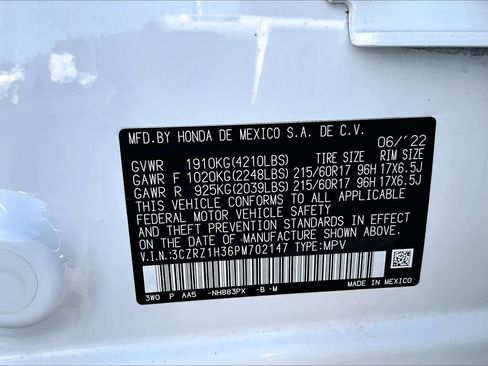 MFD.BY HONDA DE MEXICO S.A. DE C.V. 06/'22
GVWR 1910KG(4210LBS) TIRE SIZE RIM SIZE
GAWR F 1020KG(2248LBS) 215/60R17 96H 17X6.5J
GAWR R 925KG(2039LBS) 215/60R17 96H 17X6.5J
THIS VEHICLE CONFORMS TO ALL APPLICABLE
FEDERAL MOTOR VEHICLE SAFETY
AND THEFT PREVENTION STANDARDS IN EFFECT
ON THE DATE OF MANUFACTURE SHOWN ABOVE.
V.I.N:3CZRZ1H36PM702147 TYPE:MPV
3W0 P AA5 -NH883PX -B -M MADE IN MEXICO